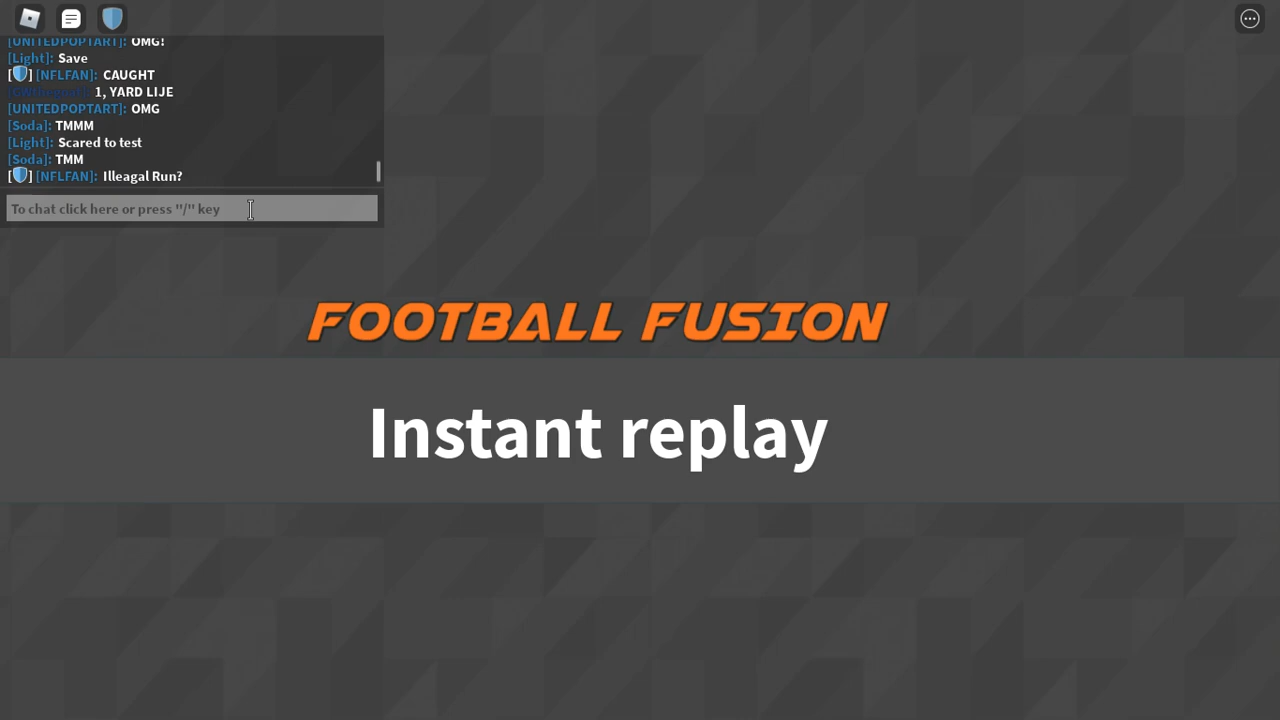 [UNITEDPOPTART]: OMG!
[Light]: Save
[NFLFAN]: CAUGHT
1, YARD LIJE
[UNITEDPOPTART]: OMG
[Soda]: TMMM
[Light]: Scared to test
[Soda]: TMM
[NFLFAN]: Illeagal Run?
To chat click here or press "/" key
FOOTBALL FUSION
Instant replay